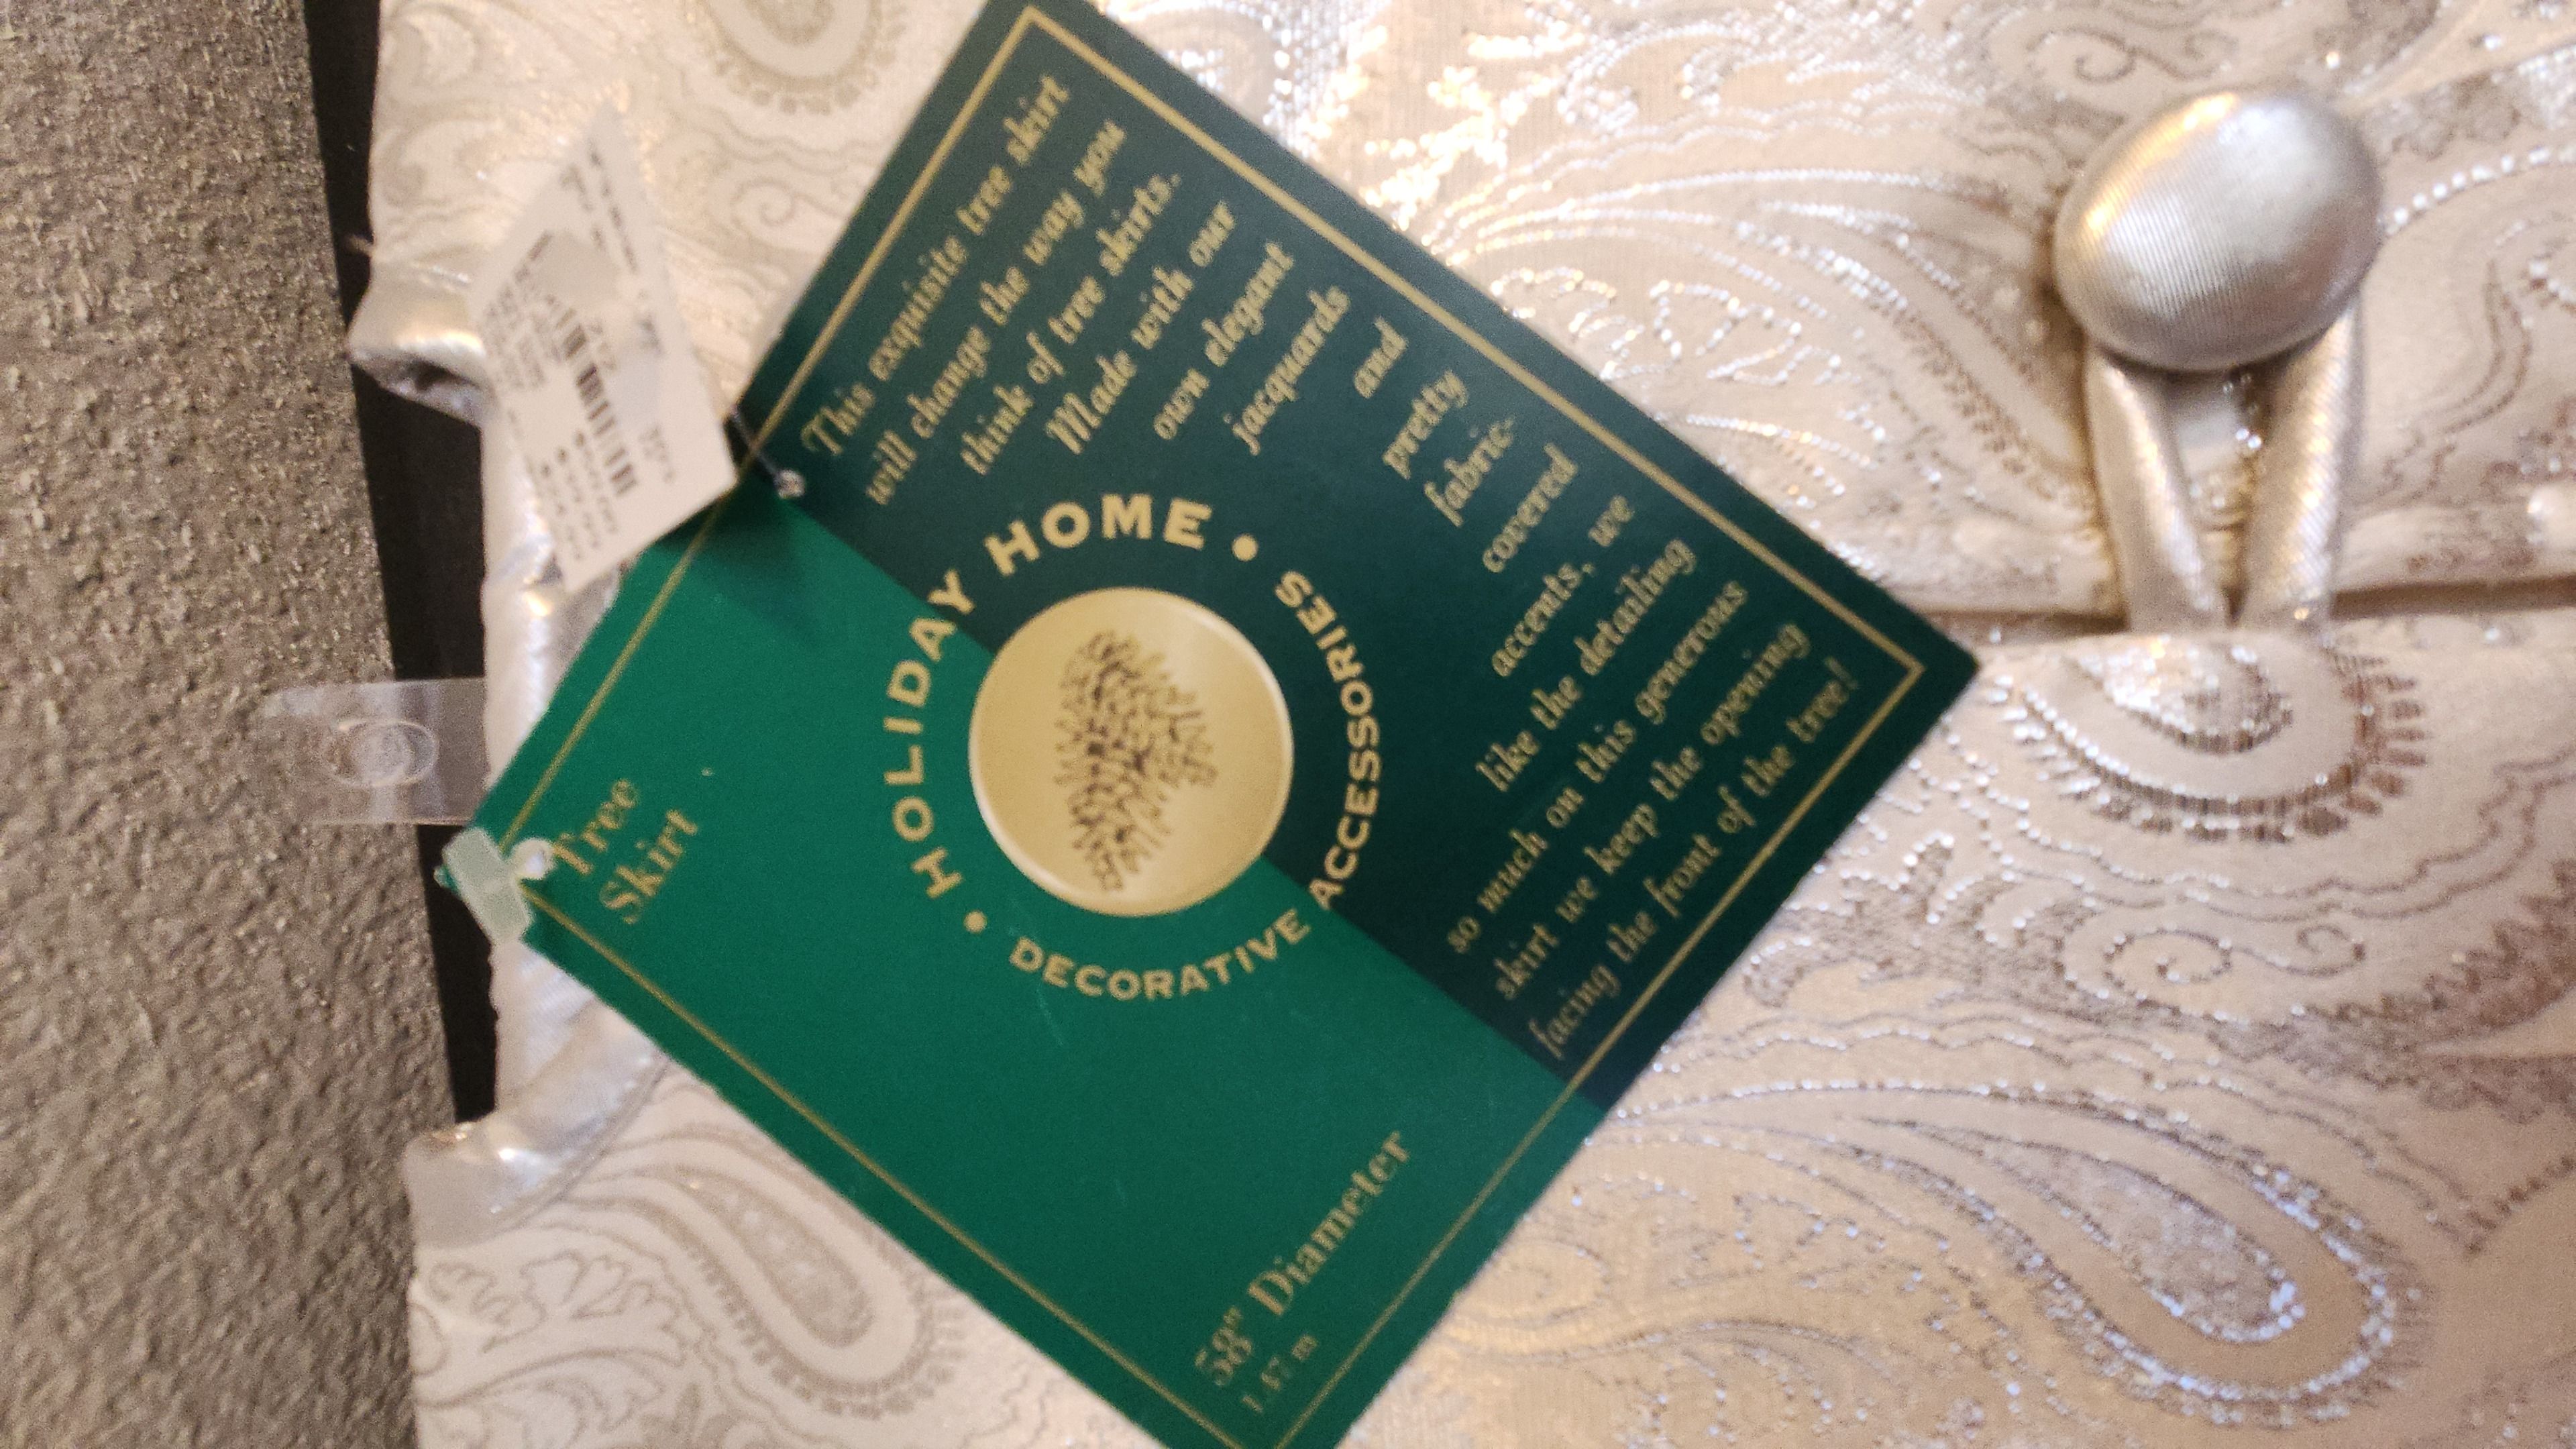 This exquisite tree skirt
will change the way you
think of tree skirts.
Made with our
own elegant
jacquards
and
pretty
fabric-
covered
accents, we
like the detailing
so much on this generous
skirt we keep the opening
facing the front of the tree!
• HOLIDAY HOME •
DECORATIVE ACCESSORIES
Tree
Skirt
58" Diameter
1.47 m